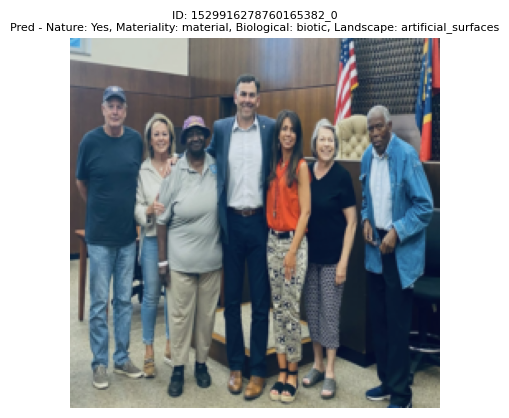 ID: 1529916278760165382_0
Pred - Nature: Yes, Materiality: material, Biological: biotic, Landscape: artificial_surfaces